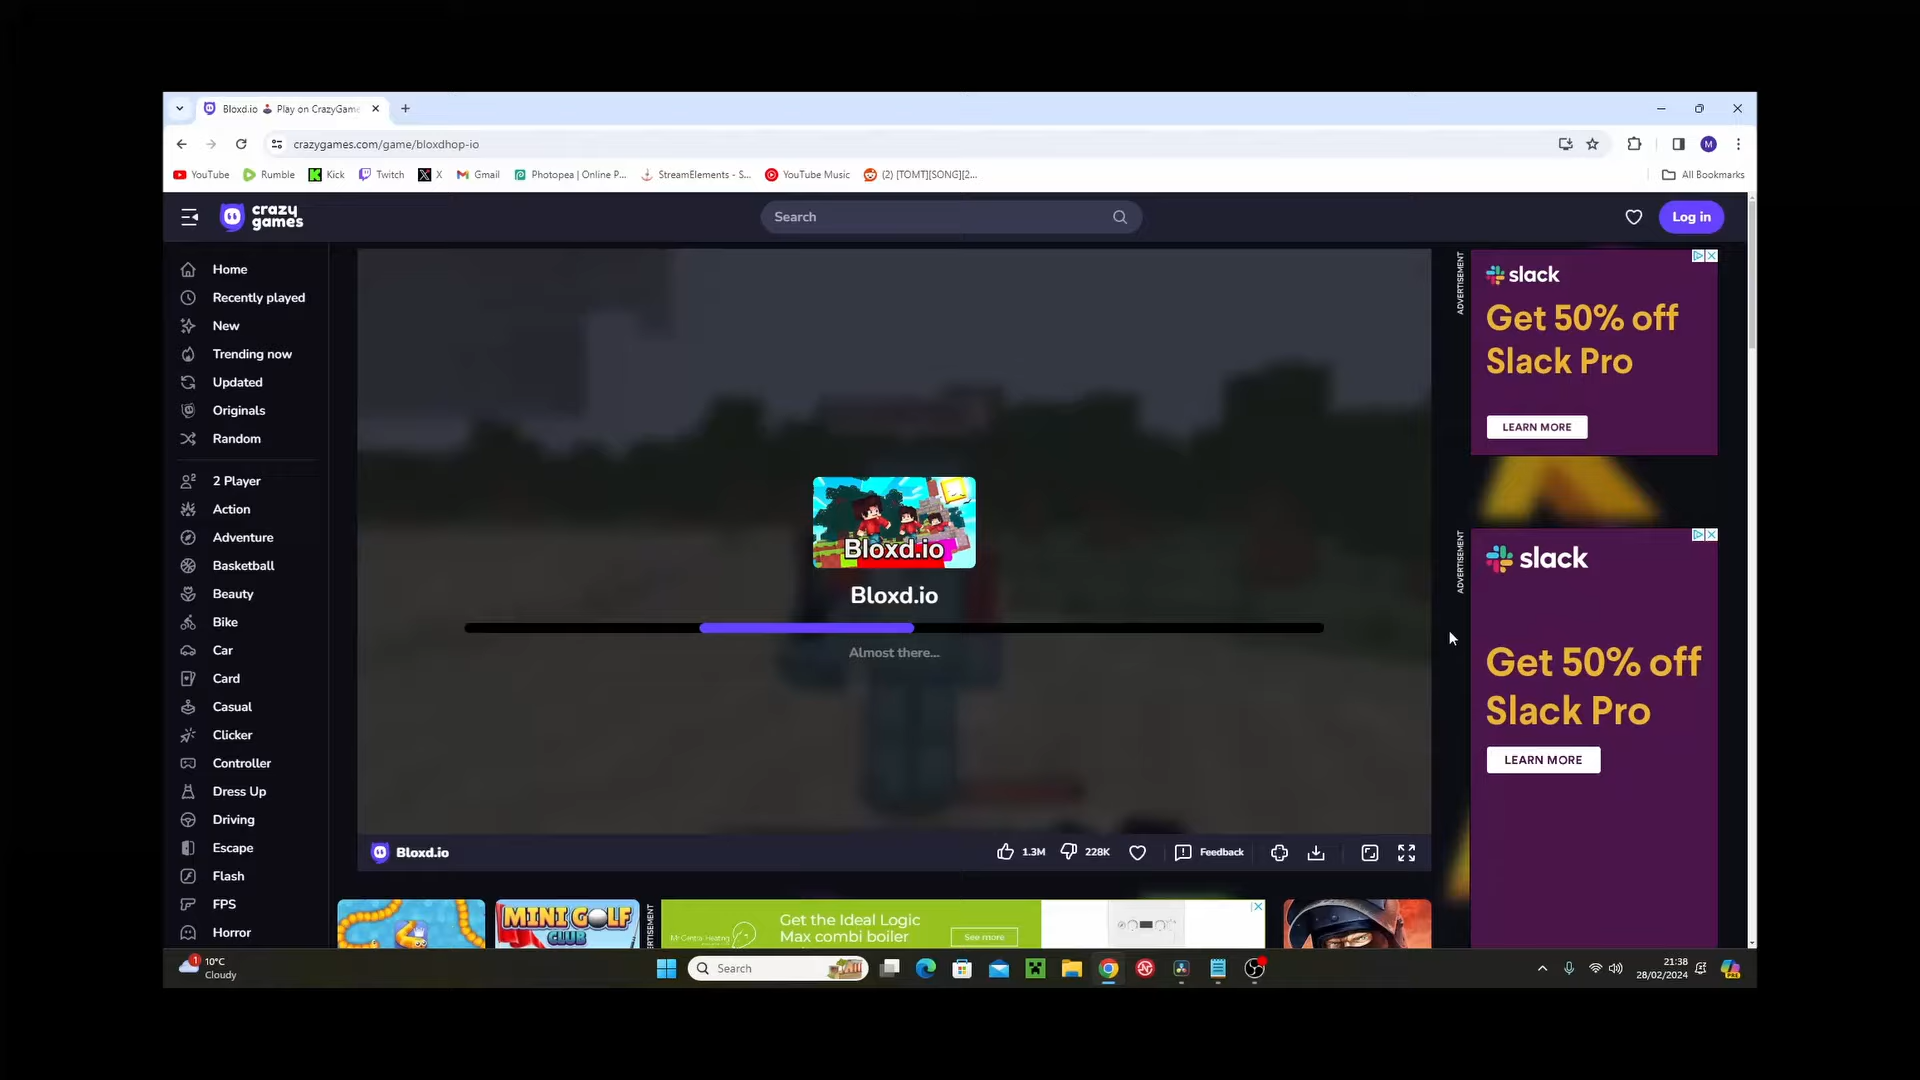 Bloxd.io 🕹 Play on CrazyGame
crazygames.com/game/bloxdhop-io
YouTube
Rumble
Kick
Twitch
X
Gmail
Photopea | Online P...
StreamElements - S...
YouTube Music
(2) [TOMT][SONG][2...
All Bookmarks
M
crazy
games
Search
Log in
Home
Recently played
New
Trending now
Updated
Originals
Random
2 Player
Action
Adventure
Basketball
Beauty
Bike
Car
Card
Casual
Clicker
Controller
Dress Up
Driving
Escape
Flash
FPS
Horror
Bloxd.io
Bloxd.io
Almost there...
Bloxd.io
1.3M
228K
Feedback
ADVERTISEMENT
slack
Get 50% off
Slack Pro
LEARN MORE
ADVERTISEMENT
slack
Get 50% off
Slack Pro
LEARN MORE
MINI GOLF
CLUB
Get the Ideal Logic
Max combi boiler
See more
1
10°C
Cloudy
Search
21:38
28/02/2024
PRE